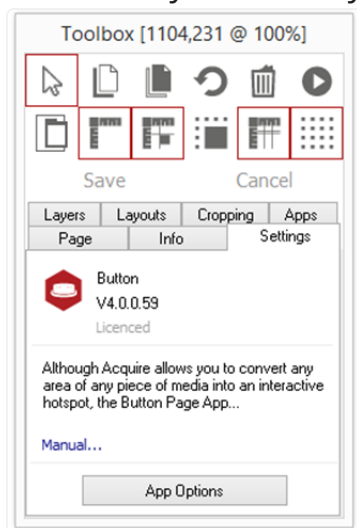 Toolbox [1104,231 @ 100%]
Save Cancel
Layers Layouts Cropping Apps
Page Info Settings
Button
V4.0.0.59
Licenced
Although Acquire allows you to convert any
area of any piece of media into an interactive
hotspot, the Button Page App...
Manual...
App Options